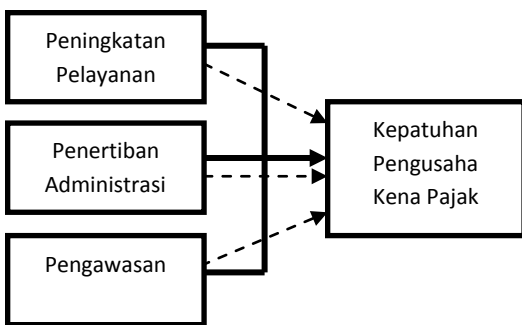 Peningkatan
Pelayanan
Penertiban
Administrasi
Pengawasan
Kepatuhan
Pengusaha
Kena Pajak